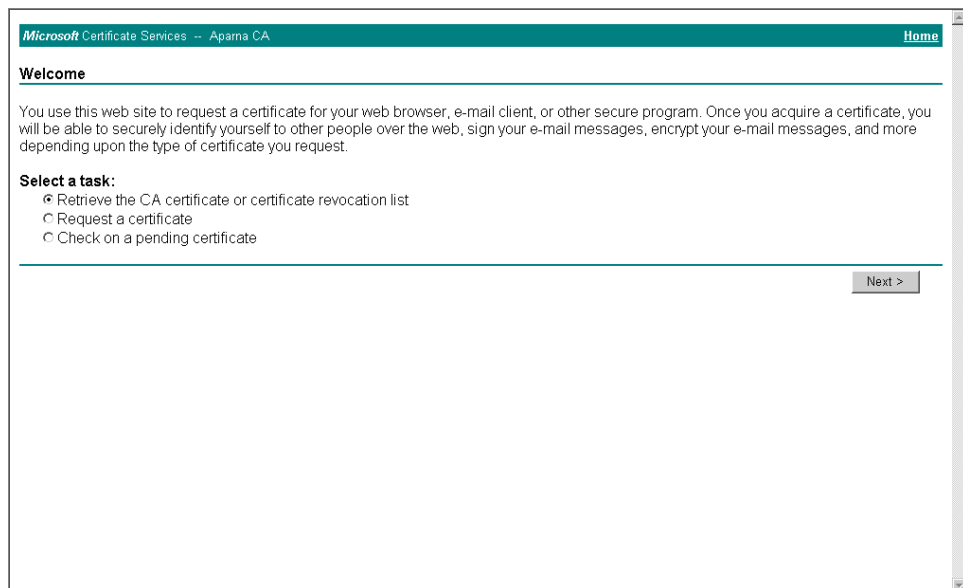 Microsoft Certificate Services -- Aparna CA
Home
Welcome
You use this web site to request a certificate for your web browser, e-mail client, or other secure program. Once you acquire a certificate, you
will be able to securely identify yourself to other people over the web, sign your e-mail messages, encrypt your e-mail messages, and more
depending upon the type of certificate you request.
Select a task:
Retrieve the CA certificate or certificate revocation list
Request a certificate
Check on a pending certificate
Next >